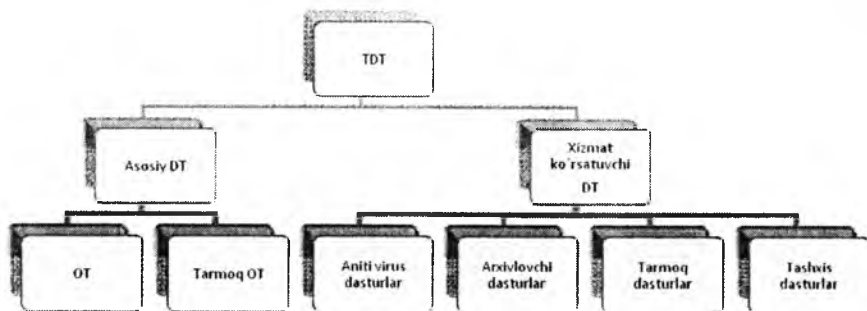 TDT
Asosiy DT
Xizmat
ko`rsatuvchi
DT
OT
Tarmoq OT
Aniti virus
dasturlar
Arxivlovchi
dasturlar
Tarmoq
dasturlar
Tashxis
dasturlar